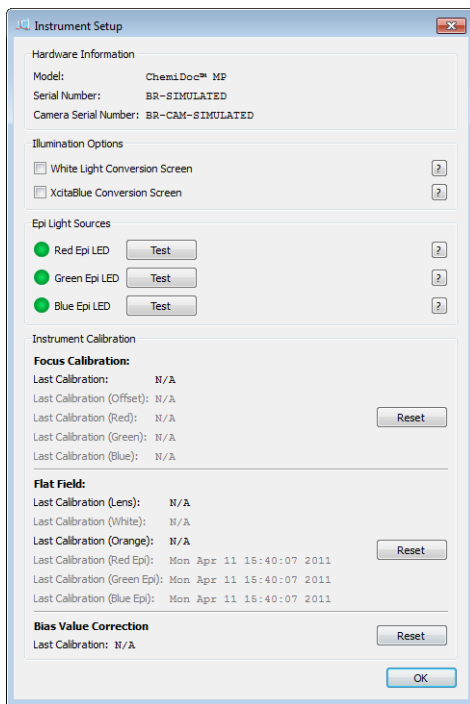 Instrument Setup
Hardware Information
Model: ChemiDoc™ MP
Serial Number: BR-SIMULATED
Camera Serial Number: BR-CAM-SIMULATED
Illumination Options
White Light Conversion Screen ?
XcitaBlue Conversion Screen ?
Epi Light Sources
Red Epi LED Test ?
Green Epi LED Test ?
Blue Epi LED Test ?
Instrument Calibration
Focus Calibration:
Last Calibration: N/A
Last Calibration (Offset): N/A
Last Calibration (Red): N/A Reset
Last Calibration (Green): N/A
Last Calibration (Blue): N/A
Flat Field:
Last Calibration (Lens): N/A
Last Calibration (White): N/A
Last Calibration (Orange): N/A
Last Calibration (Red Epi): Mon Apr 11 15:40:07 2011 Reset
Last Calibration (Green Epi): Mon Apr 11 15:40:07 2011
Last Calibration (Blue Epi): Mon Apr 11 15:40:07 2011
Bias Value Correction
Last Calibration: N/A Reset
OK